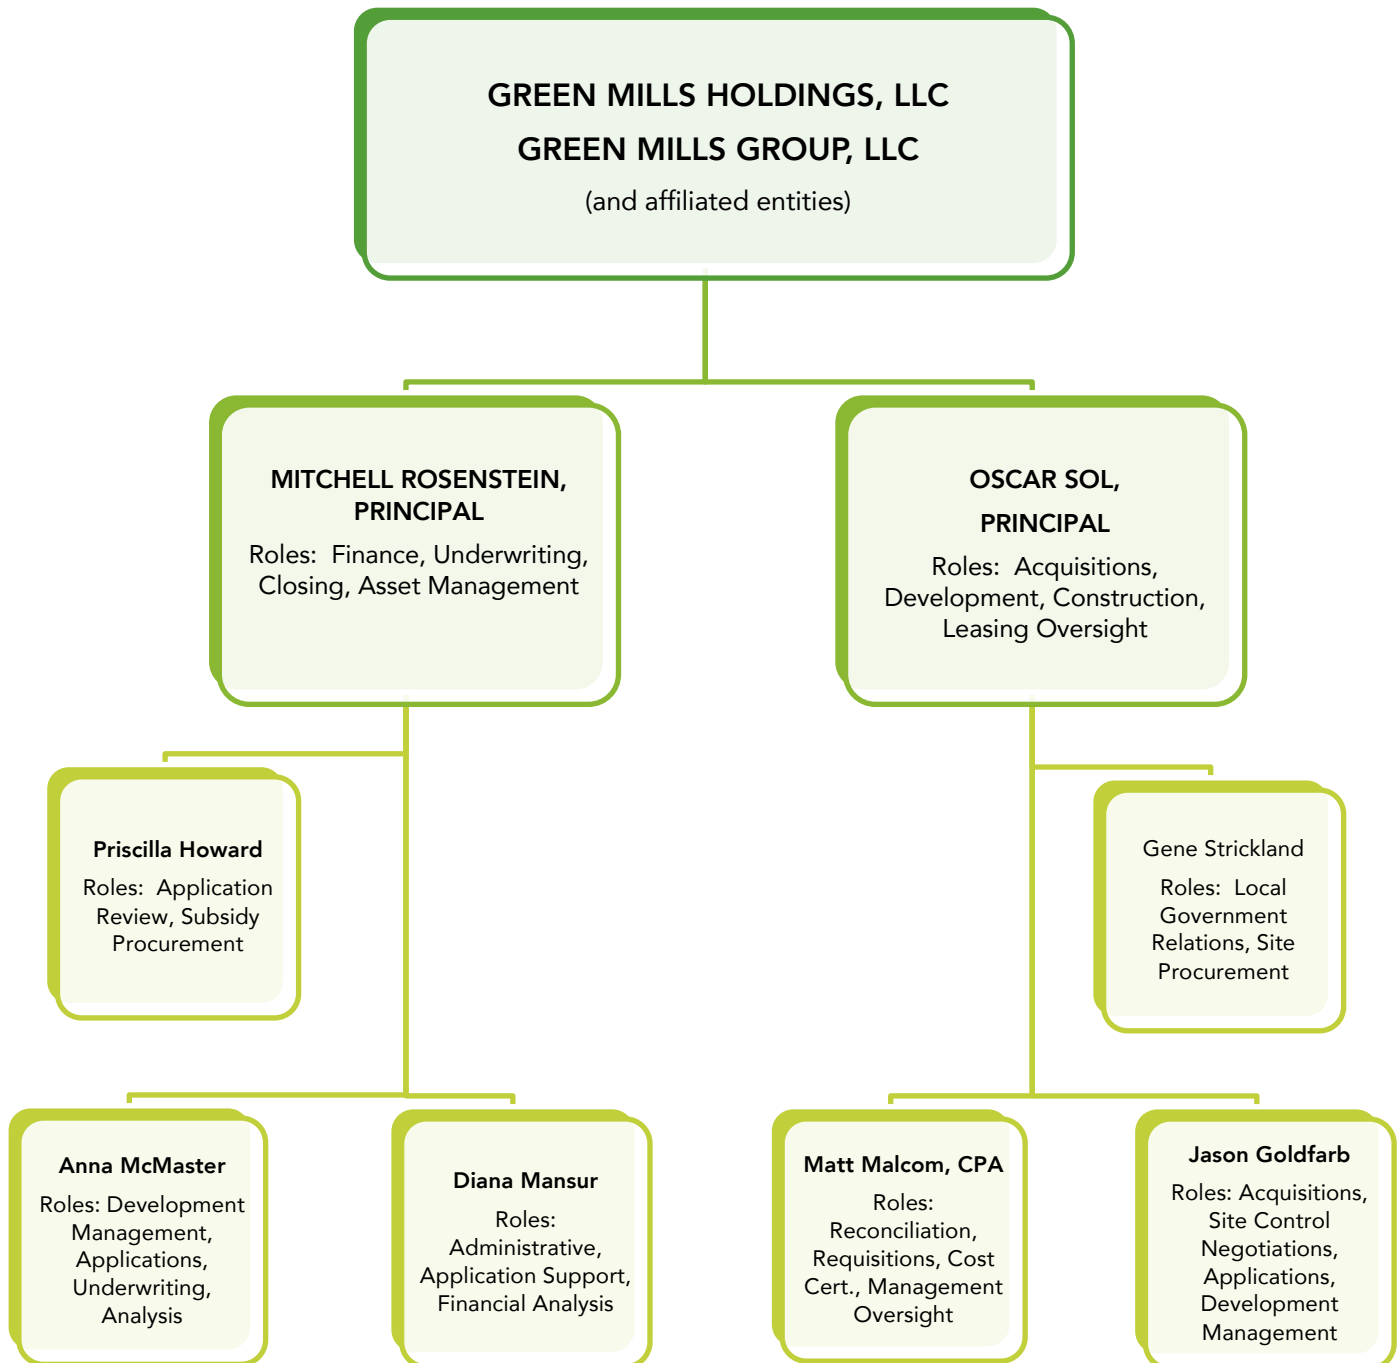 GREEN MILLS HOLDINGS, LLC
GREEN MILLS GROUP, LLC
(and affiliated entities)
MITCHELL ROSENSTEIN,
PRINCIPAL
Roles:  Finance, Underwriting,
Closing, Asset Management
OSCAR SOL,
PRINCIPAL
Roles:  Acquisitions,
Development, Construction,
Leasing Oversight
Priscilla Howard
Roles:  Application
Review, Subsidy
Procurement
Gene Strickland
Roles:  Local
Government
Relations, Site
Procurement
Anna McMaster
Roles: Development
Management,
Applications,
Underwriting,
Analysis
Diana Mansur
Roles:
Administrative,
Application Support,
Financial Analysis
Matt Malcom, CPA
Roles:
Reconciliation,
Requisitions, Cost
Cert., Management
Oversight
Jason Goldfarb
Roles: Acquisitions,
Site Control
Negotiations,
Applications,
Development
Management